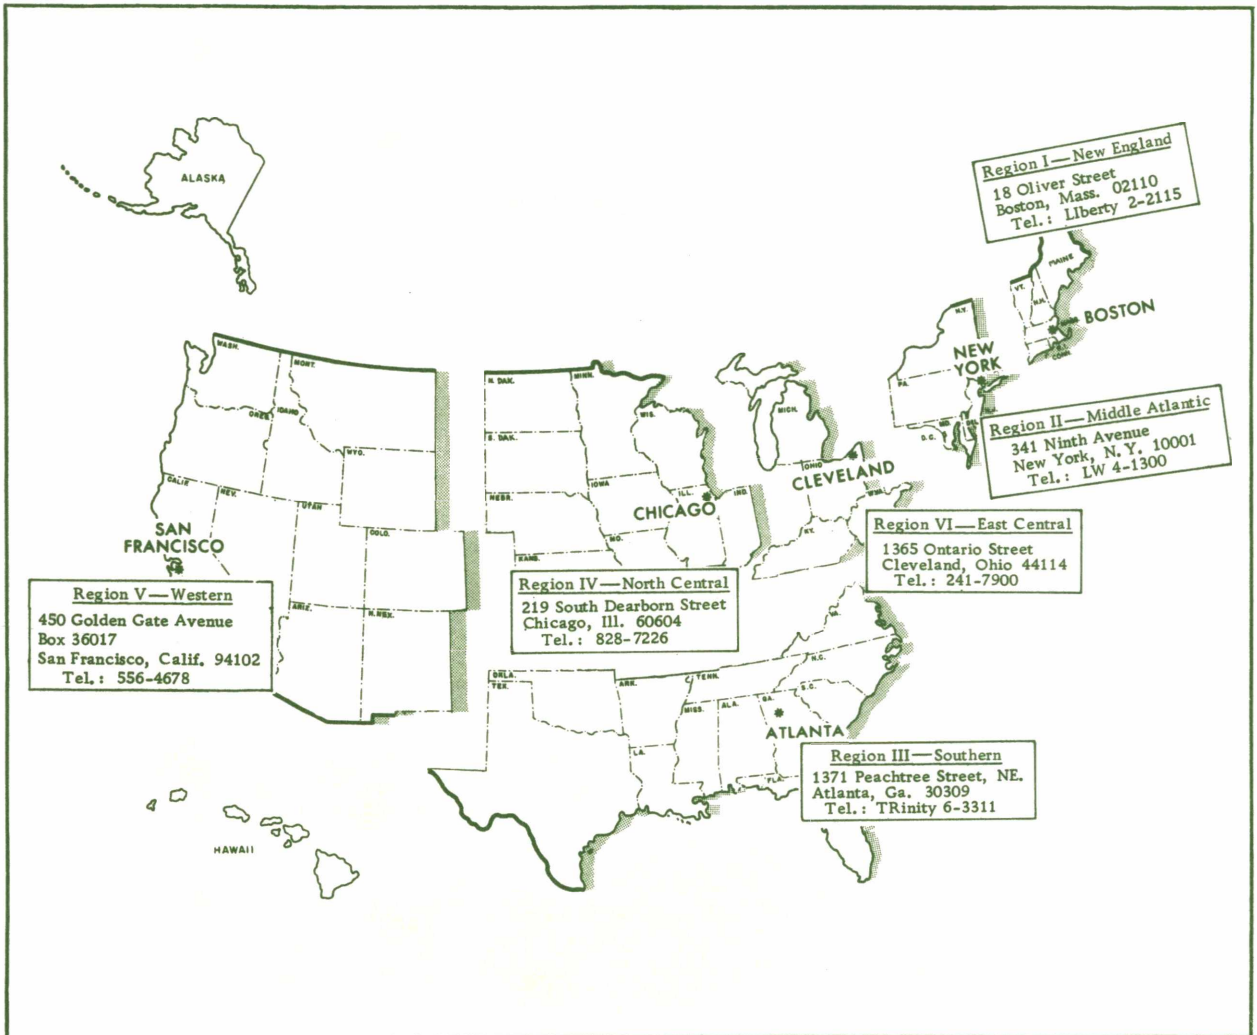 ALASKA
Region I—New England
18 Oliver Street
Boston, Mass. 02110
Tel.: LIberty 2-2115
MAINE
VT.
N.H.
MASS.
BOSTON
R.I.
CONN.
N.Y.
NEW
YORK
PA.
N.J.
MD.
DEL.
D.C.
Region II—Middle Atlantic
341 Ninth Avenue
New York, N.Y. 10001
Tel.: LW 4-1300
WASH.
MONT.
OREG.
IDAHO
WYO.
CALIF.
NEV.
UTAH
COLO.
ARIZ.
N. MEX.
SAN
FRANCISCO
Region V—Western
450 Golden Gate Avenue
Box 36017
San Francisco, Calif. 94102
Tel.: 556-4678
N. DAK.
MINN.
S. DAK.
WIS.
NEBR.
IOWA
ILL.
IND.
KANS.
MO.
CHICAGO
Region IV—North Central
219 South Dearborn Street
Chicago, Ill. 60604
Tel.: 828-7226
MICH.
OHIO
CLEVELAND
W.VA.
KY.
Region VI—East Central
1365 Ontario Street
Cleveland, Ohio 44114
Tel.: 241-7900
VA.
N.C.
OKLA.
TEX.
ARK.
TENN.
MISS.
ALA.
GA.
S.C.
LA.
FLA.
ATLANTA
Region III—Southern
1371 Peachtree Street, NE.
Atlanta, Ga. 30309
Tel.: TRinity 6-3311
HAWAII